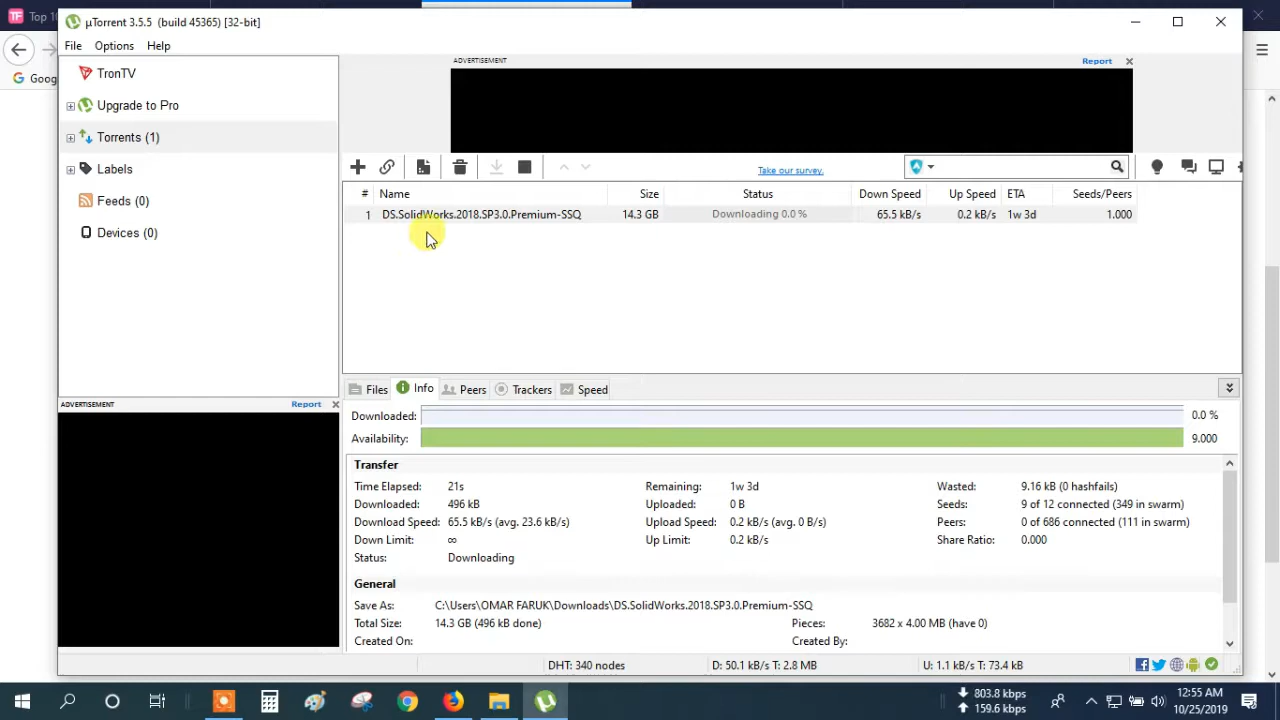 Top 10
µTorrent 3.5.5 (build 45365) [32-bit]
File Options Help
Goog
TronTV
Upgrade to Pro
Torrents (1)
Labels
Feeds (0)
Devices (0)
ADVERTISEMENT Report
Take our survey.
# Name Size Status Down Speed Up Speed ETA Seeds/Peers
1 DS.SolidWorks.2018.SP3.0.Premium-SSQ 14.3 GB Downloading 0.0 % 65.5 kB/s 0.2 kB/s 1w 3d 1.000
Files Info Peers Trackers Speed
ADVERTISEMENT Report
Downloaded: 0.0 %
Availability: 9.000
Transfer
Time Elapsed: 21s Remaining: 1w 3d Wasted: 9.16 kB (0 hashfails)
Downloaded: 496 kB Uploaded: 0 B Seeds: 9 of 12 connected (349 in swarm)
Download Speed: 65.5 kB/s (avg. 23.6 kB/s) Upload Speed: 0.2 kB/s (avg. 0 B/s) Peers: 0 of 686 connected (111 in swarm)
Down Limit: ∞ Up Limit: 0.2 kB/s Share Ratio: 0.000
Status: Downloading
General
Save As: C:\Users\OMAR FARUK\Downloads\DS.SolidWorks.2018.SP3.0.Premium-SSQ
Total Size: 14.3 GB (496 kB done) Pieces: 3682 x 4.00 MB (have 0)
Created On: Created By:
DHT: 340 nodes D: 50.1 kB/s T: 2.8 MB U: 1.1 kB/s T: 73.4 kB
803.8 kbps
159.6 kbps
12:55 AM
10/25/2019